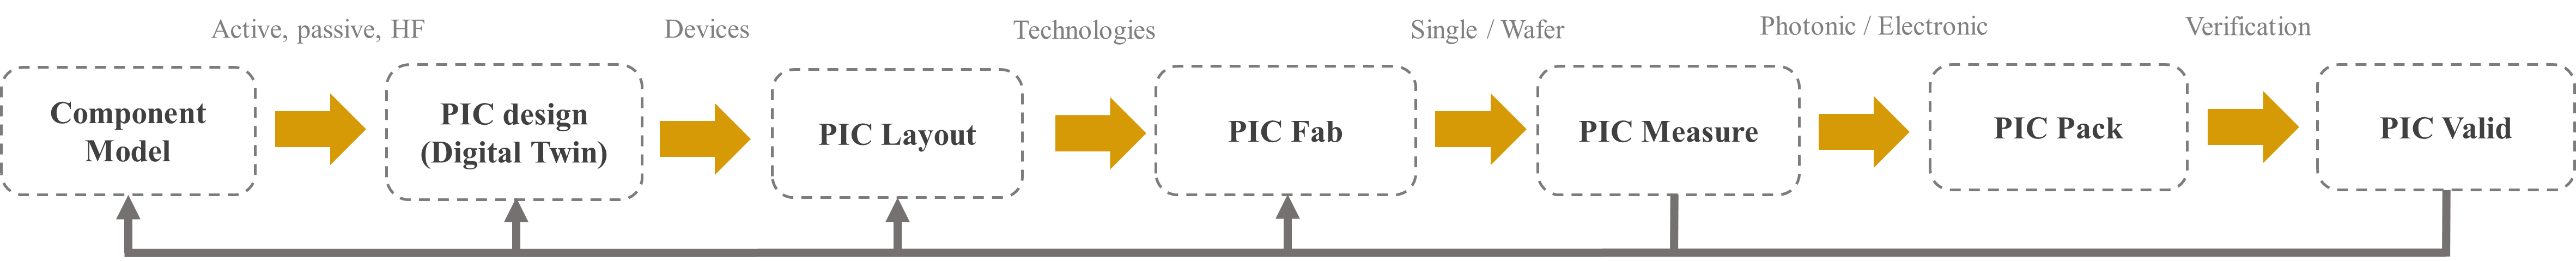 Active, passive, HF
Devices
Technologies
Single / Wafer
Photonic / Electronic
Verification
Component
Model
PIC design
(Digital Twin)
PIC Layout
PIC Fab
PIC Measure
PIC Pack
PIC Valid